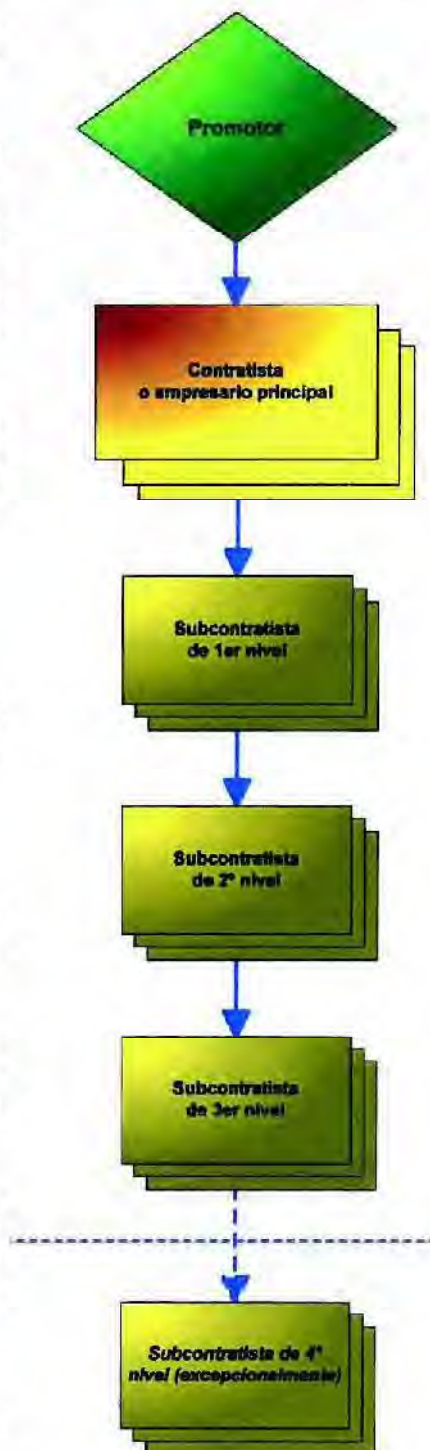 Promotor
Contratista
o empresario principal
Subcontratista
de 1er nivel
Subcontratista
de 2º nivel
Subcontratista
de 3er nivel
Subcontratista de 4º
nivel (excepcionalmente)